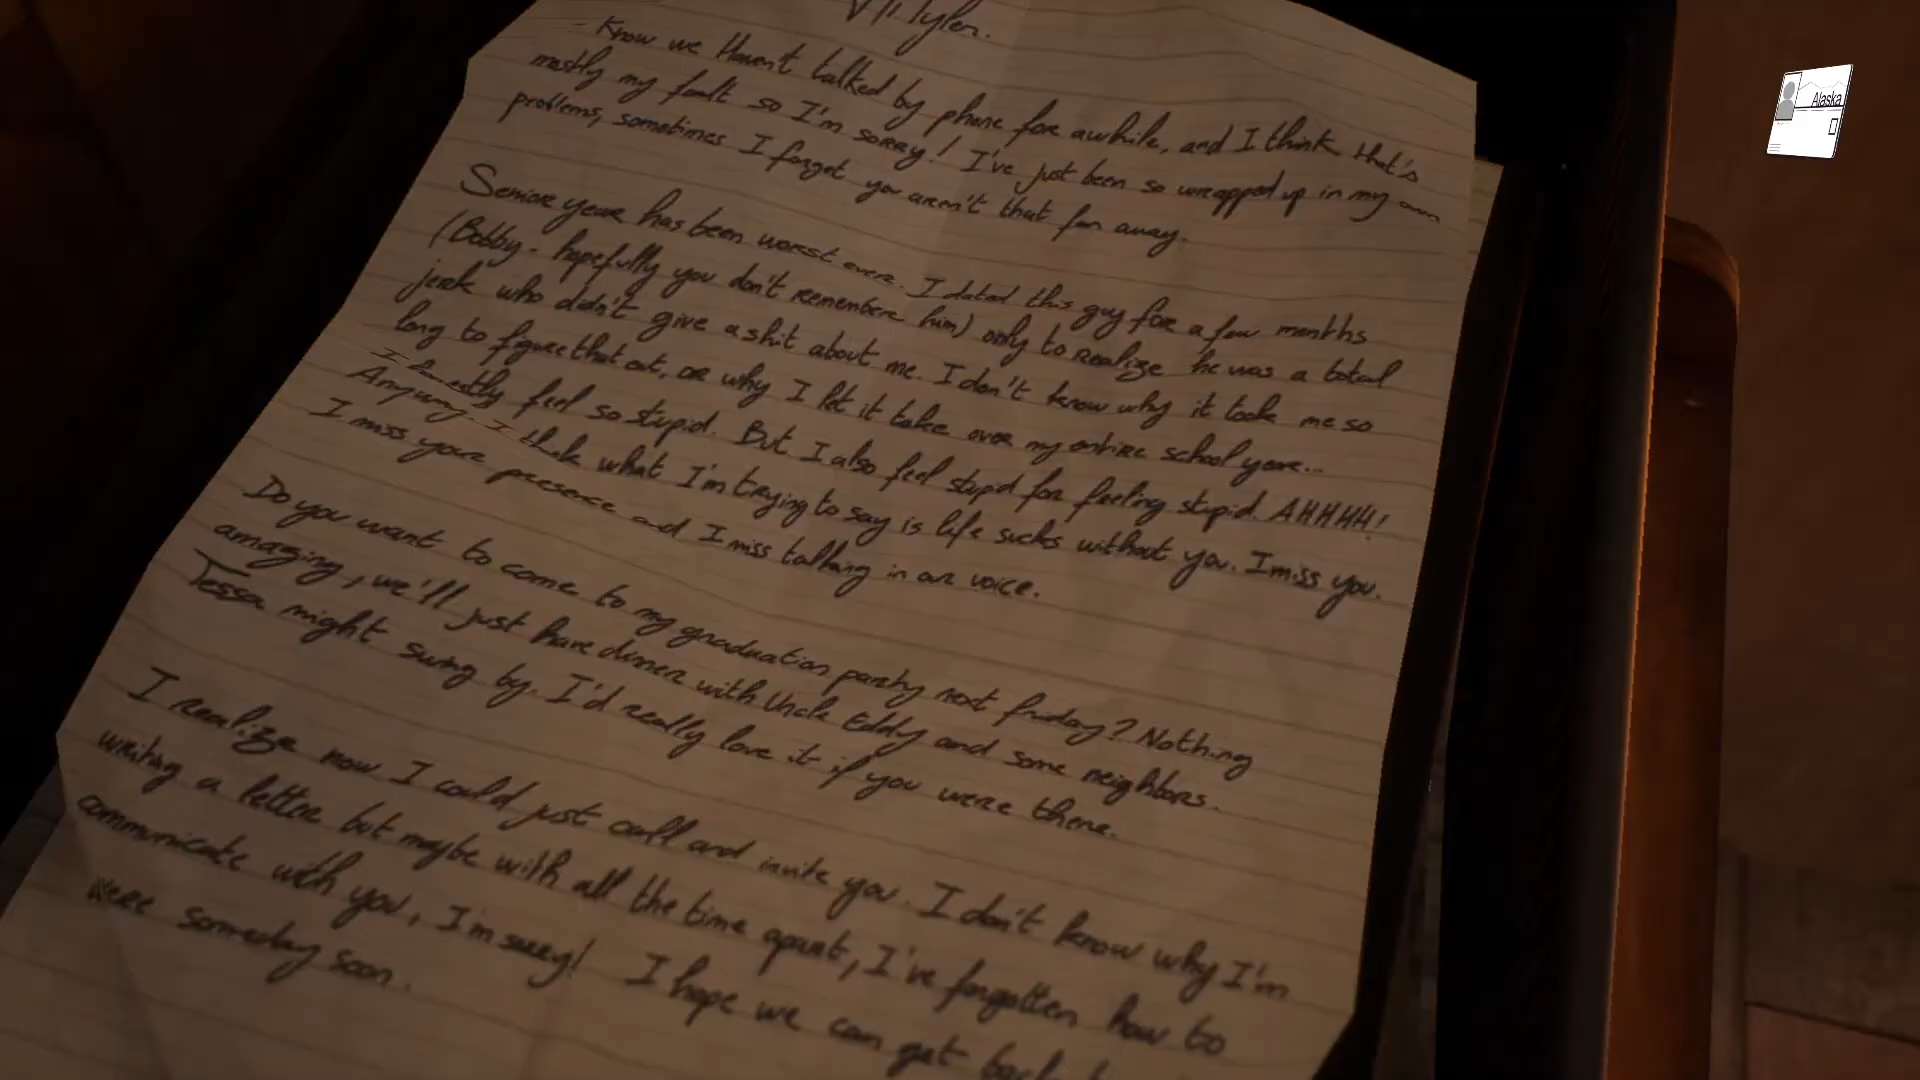 Tyler.
Know we Haven't talked by phone for awhile, and I think that's
mostly my fault so I'm sorry! I've just been so wrapped up in my own
problems, sometimes I forget you aren't that far away.
Senior year has been worst ever. I dated this guy for a few months
(Bobby - hopefully you don't remember him) only to realize he was a total
jerk who didn't give a shit about me. I don't know why it took me so
long to figure that out, or why I let it take over my entire school year...
I honestly feel so stupid. But I also feel stupid for feeling stupid. AHHHH!
Anyway. I think what I'm trying to say is life sucks without you. I miss you.
I miss your presence and I miss talking in our voice.
Do you want to come to my graduation party next friday? Nothing
amazing, we'll just have dinner with Uncle Eddy and some neighbors.
Tessa might swing by. I'd really love it if you were there.
I realize now I could just call and invite you. I don't know why I'm
writing a letter but maybe with all the time apart, I've forgotten how to
communicate with you, I'm sorry! I hope we can get back
were someday soon.
Alaska